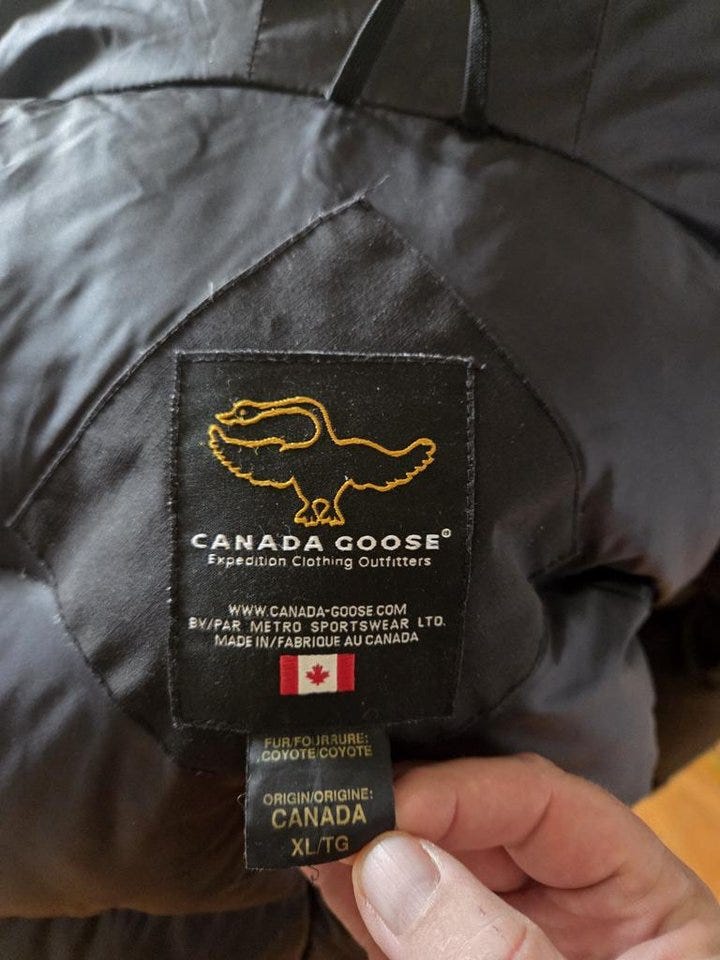 CANADA GOOSE®
Expedition Clothing Outfitters
WWW.CANADA-GOOSE.COM
BY/PAR METRO SPORTSWEAR LTD.
MADE IN/FABRIQUE AU CANADA
FUR/FOURRURE:
COYOTE/COYOTE
ORIGIN/ORIGINE:
CANADA
XL/TG